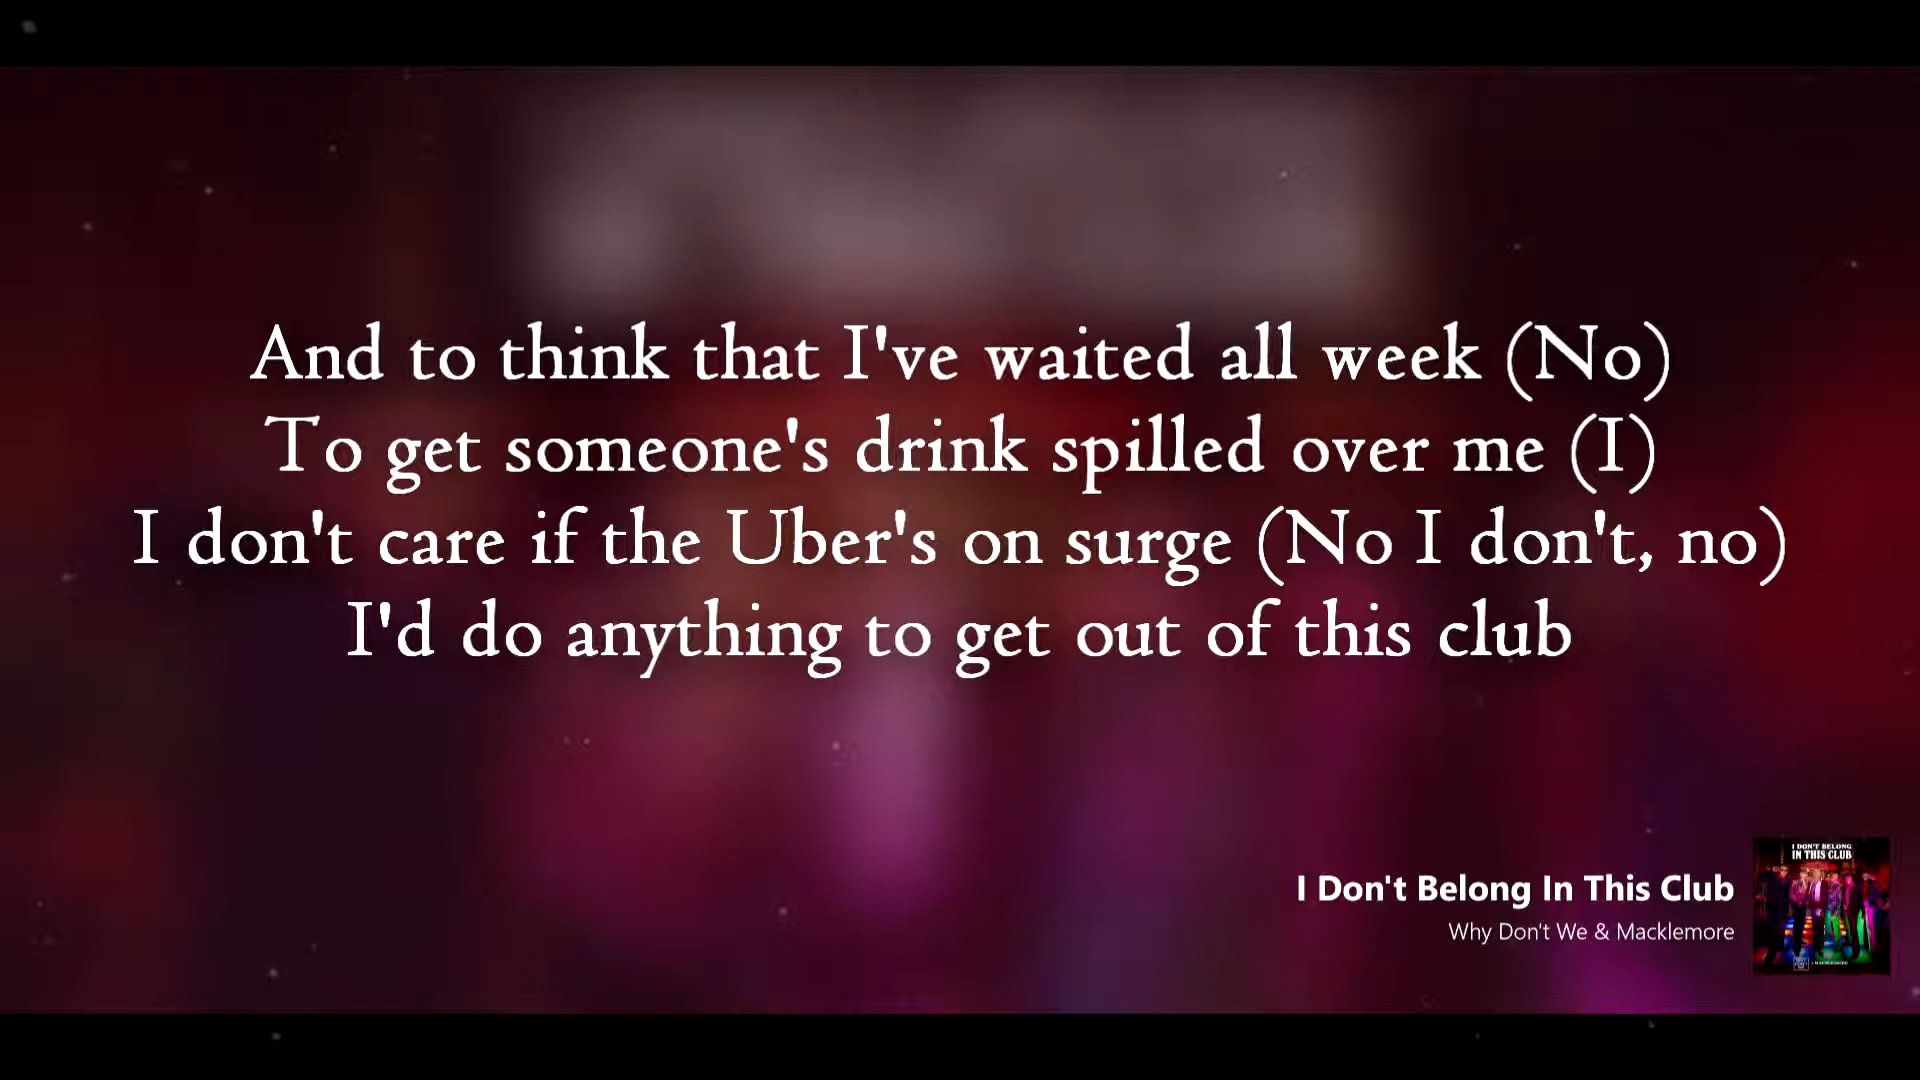 And to think that I've waited all week (No)
To get someone's drink spilled over me (I)
I don't care if the Uber's on surge (No I don't, no)
I'd do anything to get out of this club
I Don't Belong In This Club
Why Don't We & Macklemore
I DON'T BELONG
IN THIS CLUB